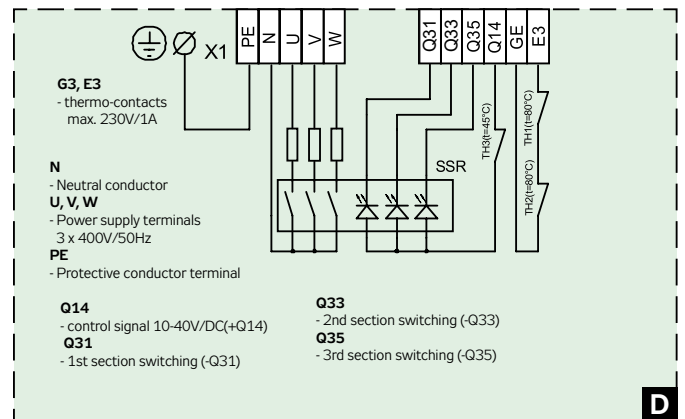 X1
PE N U V W
Q31 Q33 Q35 Q14 GE E3
G3, E3
- thermo-contacts
max. 230V/1A
TH3(t=45°C)
TH1(t=80°C)
TH2(t=80°C)
SSR
N
- Neutral conductor
U, V, W
- Power supply terminals
3 x 400V/50Hz
PE
- Protective conductor terminal
Q14
- control signal 10-40V/DC(+Q14)
Q31
- 1st section switching (-Q31)
Q33
- 2nd section switching (-Q33)
Q35
- 3rd section switching (-Q35)
D